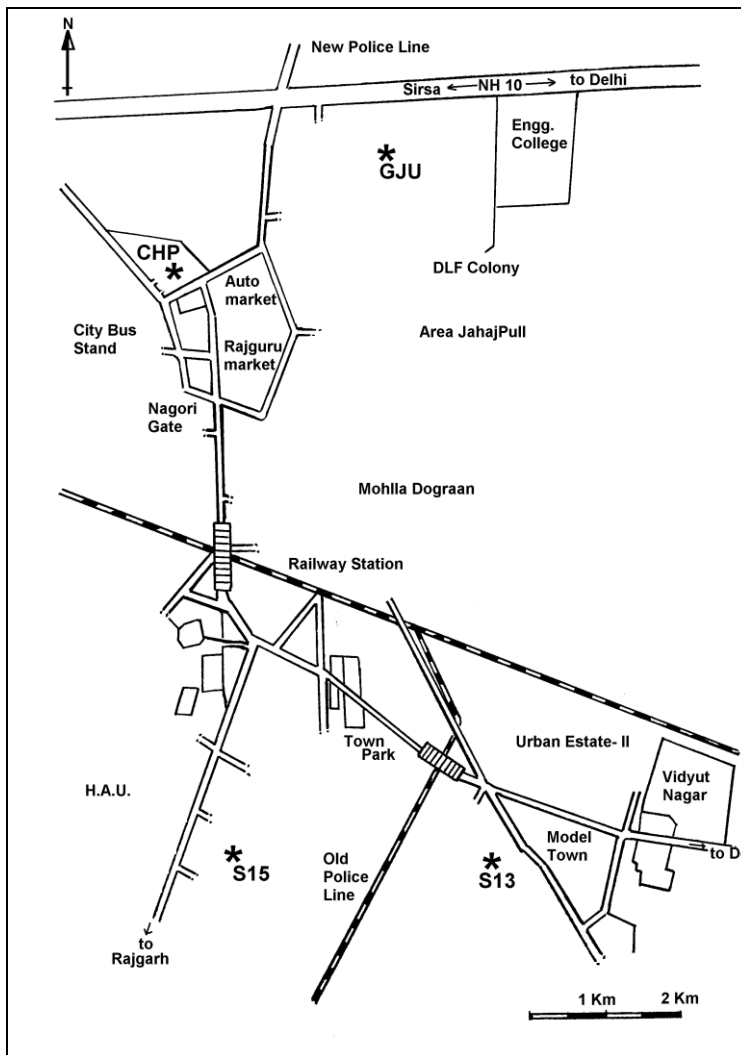 N
New Police Line
Sirsa ← NH 10 → to Delhi
Engg.
College
*
GJU
CHP
*
DLF Colony
Auto
market
City Bus
Stand
Area JahajPull
Rajguru
market
Nagori
Gate
Mohlla Dograan
Railway Station
Town
Park
Urban Estate- II
Vidyut
Nagar
H.A.U.
Model
Town
*
S15
Old
Police
Line
*
S13
→
to D
to
Rajgarh
1 Km 2 Km